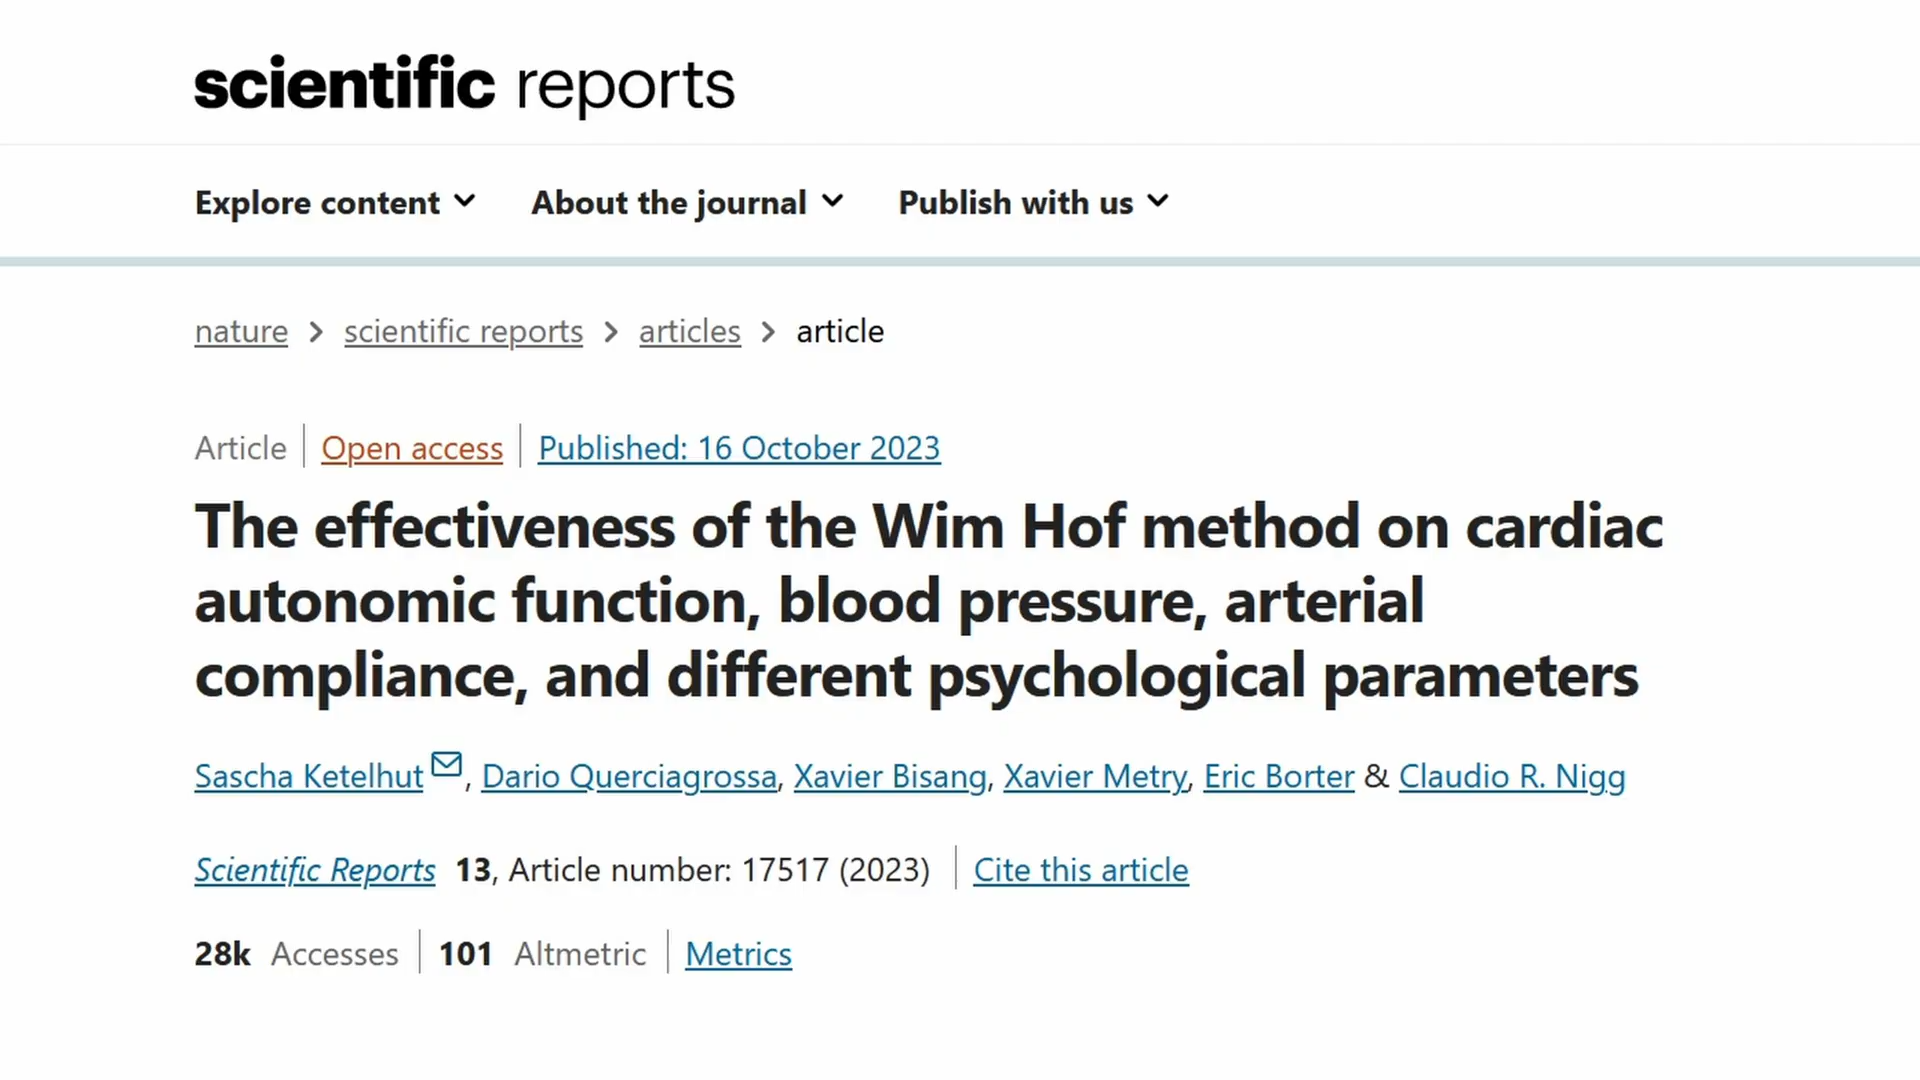 scientific reports
Explore content About the journal Publish with us
nature > scientific reports > articles > article
Article | Open access | Published: 16 October 2023
The effectiveness of the Wim Hof method on cardiac
autonomic function, blood pressure, arterial
compliance, and different psychological parameters
Sascha Ketelhut, Dario Querciagrossa, Xavier Bisang, Xavier Metry, Eric Borter & Claudio R. Nigg
Scientific Reports 13, Article number: 17517 (2023) | Cite this article
28k Accesses | 101 Altmetric | Metrics